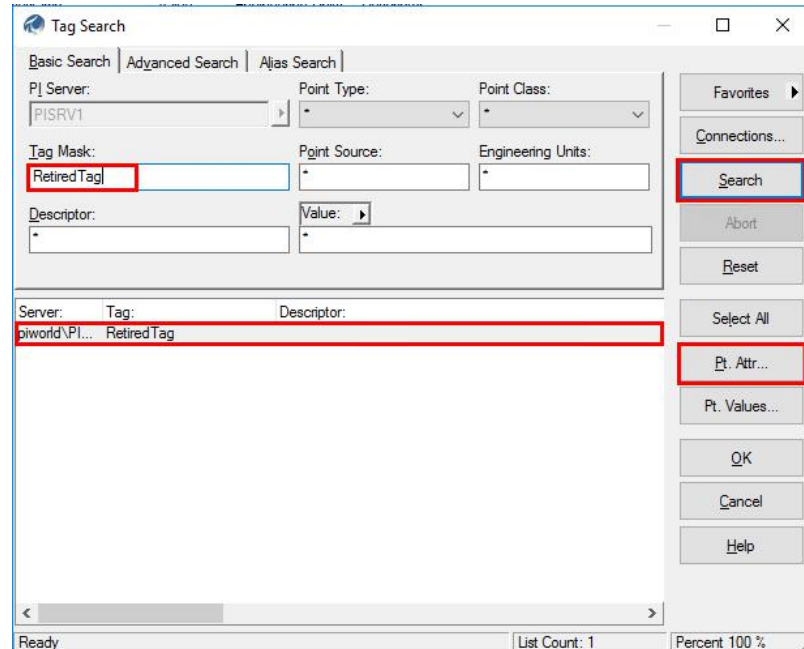 Tag Search
Basic Search Advanced Search Alias Search
PI Server: Point Type: Point Class:
PISRV1 * *
Tag Mask: Point Source: Engineering Units:
RetiredTag * *
Descriptor: Value:
* *
Favorites
Connections...
Search
Abort
Reset
Select All
Pt. Attr...
Pt. Values...
OK
Cancel
Help
Server: Tag: Descriptor:
piworld\PI... RetiredTag
Ready List Count: 1 Percent 100 %